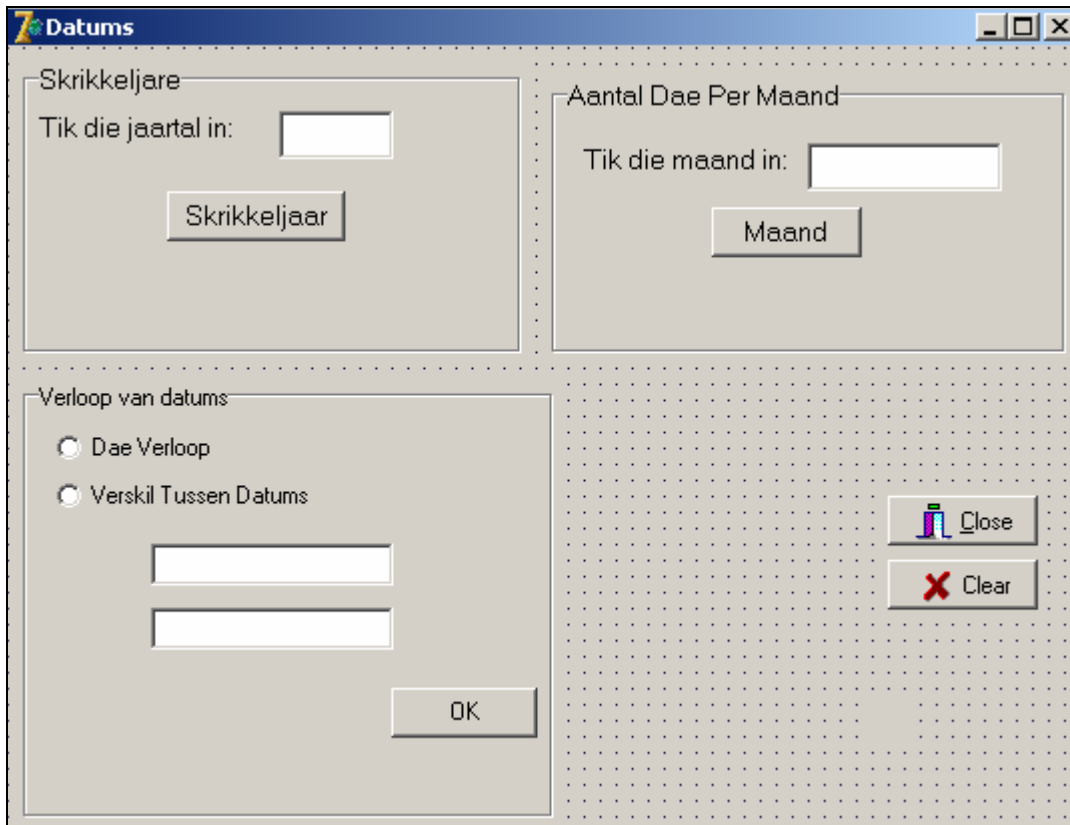 Datums
Skrikkeljare
Tik die jaartal in:
Skrikkeljaar
Aantal Dae Per Maand
Tik die maand in:
Maand
Verloop van datums
Dae Verloop
Verskil Tussen Datums
OK
Close
Clear